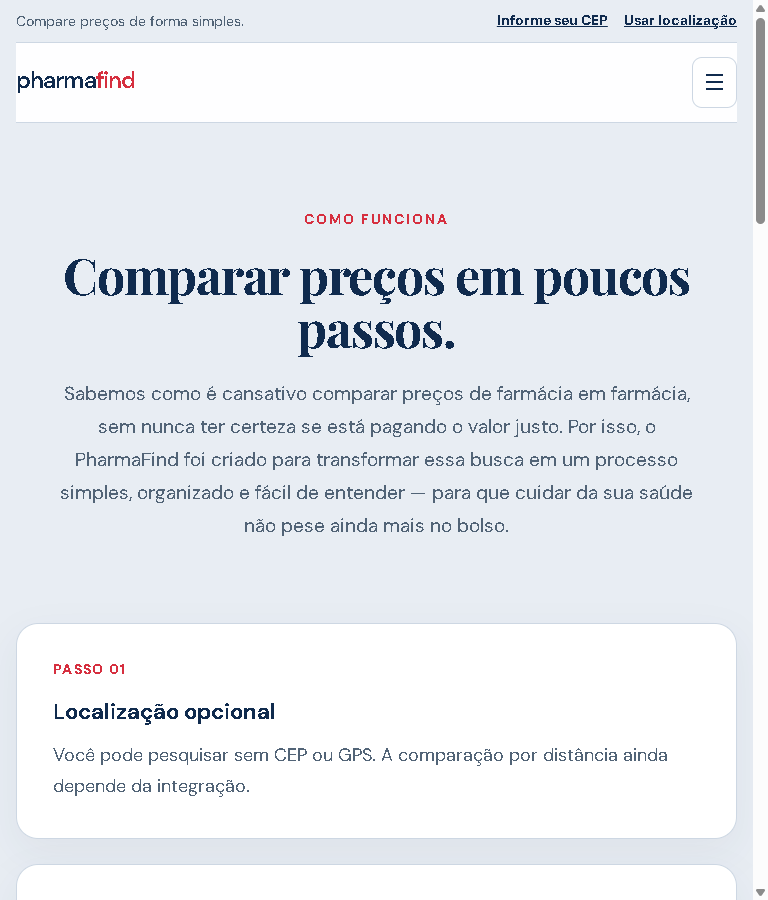 Compare preços de forma simples.
Informe seu CEP
Usar localização
pharmafind
COMO FUNCIONA
Comparar preços em poucos
passos.
Sabemos como é cansativo comparar preços de farmácia em farmácia,
sem nunca ter certeza se está pagando o valor justo. Por isso, o
PharmaFind foi criado para transformar essa busca em um processo
simples, organizado e fácil de entender — para que cuidar da sua saúde
não pese ainda mais no bolso.
PASSO 01
Localização opcional
Você pode pesquisar sem CEP ou GPS. A comparação por distância ainda
depende da integração.